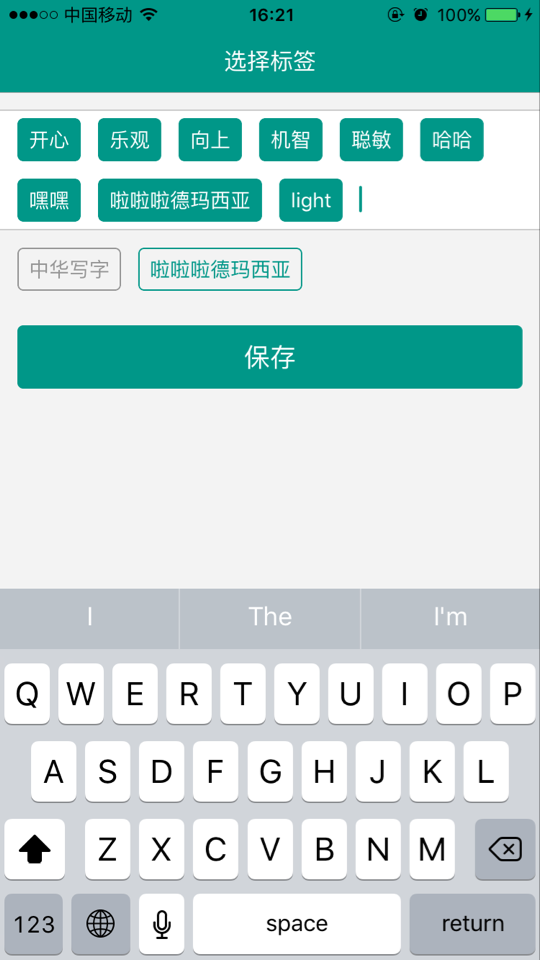 中国移动 16:21 100%
选择标签
开心 乐观 向上 机智 聪敏 哈哈
嘿嘿 啦啦啦德玛西亚 light
中华写字 啦啦啦德玛西亚
保存
I The I'm
Q W E R T Y U I O P
A S D F G H J K L
Z X C V B N M
123 space return